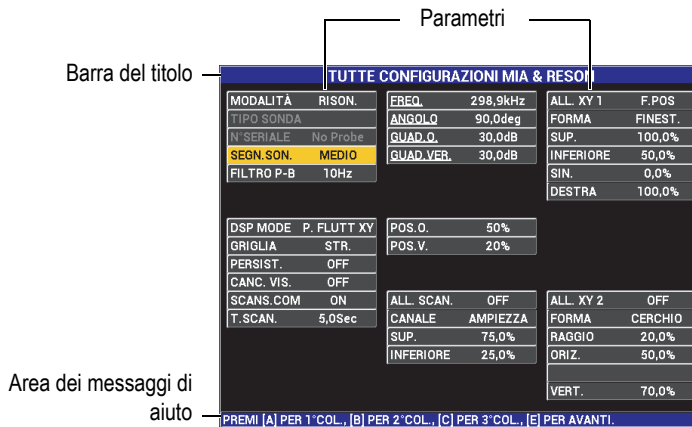 Parametri
Barra del titolo
TUTTE CONFIGURAZIONI MIA & RESON
MODALITÀ RISON.
TIPO SONDA
N°SERIALE No Probe
SEGN.SON. MEDIO
FILTRO P-B 10Hz
FREQ. 298,9kHz
ANGOLO 90,0deg
GUAD.O. 30,0dB
GUAD.VER. 30,0dB
ALL. XY 1 F.POS
FORMA FINEST.
SUP. 100,0%
INFERIORE 50,0%
SIN. 0,0%
DESTRA 100,0%
DSP MODE P. FLUTT XY
GRIGLIA STR.
PERSIST. OFF
CANC. VIS. OFF
SCANS.COM ON
T.SCAN. 5,0Sec
POS.O. 50%
POS.V. 20%
ALL. SCAN. OFF
CANALE AMPIEZZA
SUP. 75,0%
INFERIORE 25,0%
ALL. XY 2 OFF
FORMA CERCHIO
RAGGIO 20,0%
ORIZ. 50,0%
VERT. 70,0%
Area dei messaggi di
aiuto
PREMI [A] PER 1°COL., [B] PER 2°COL., [C] PER 3°COL., [E] PER AVANTI.